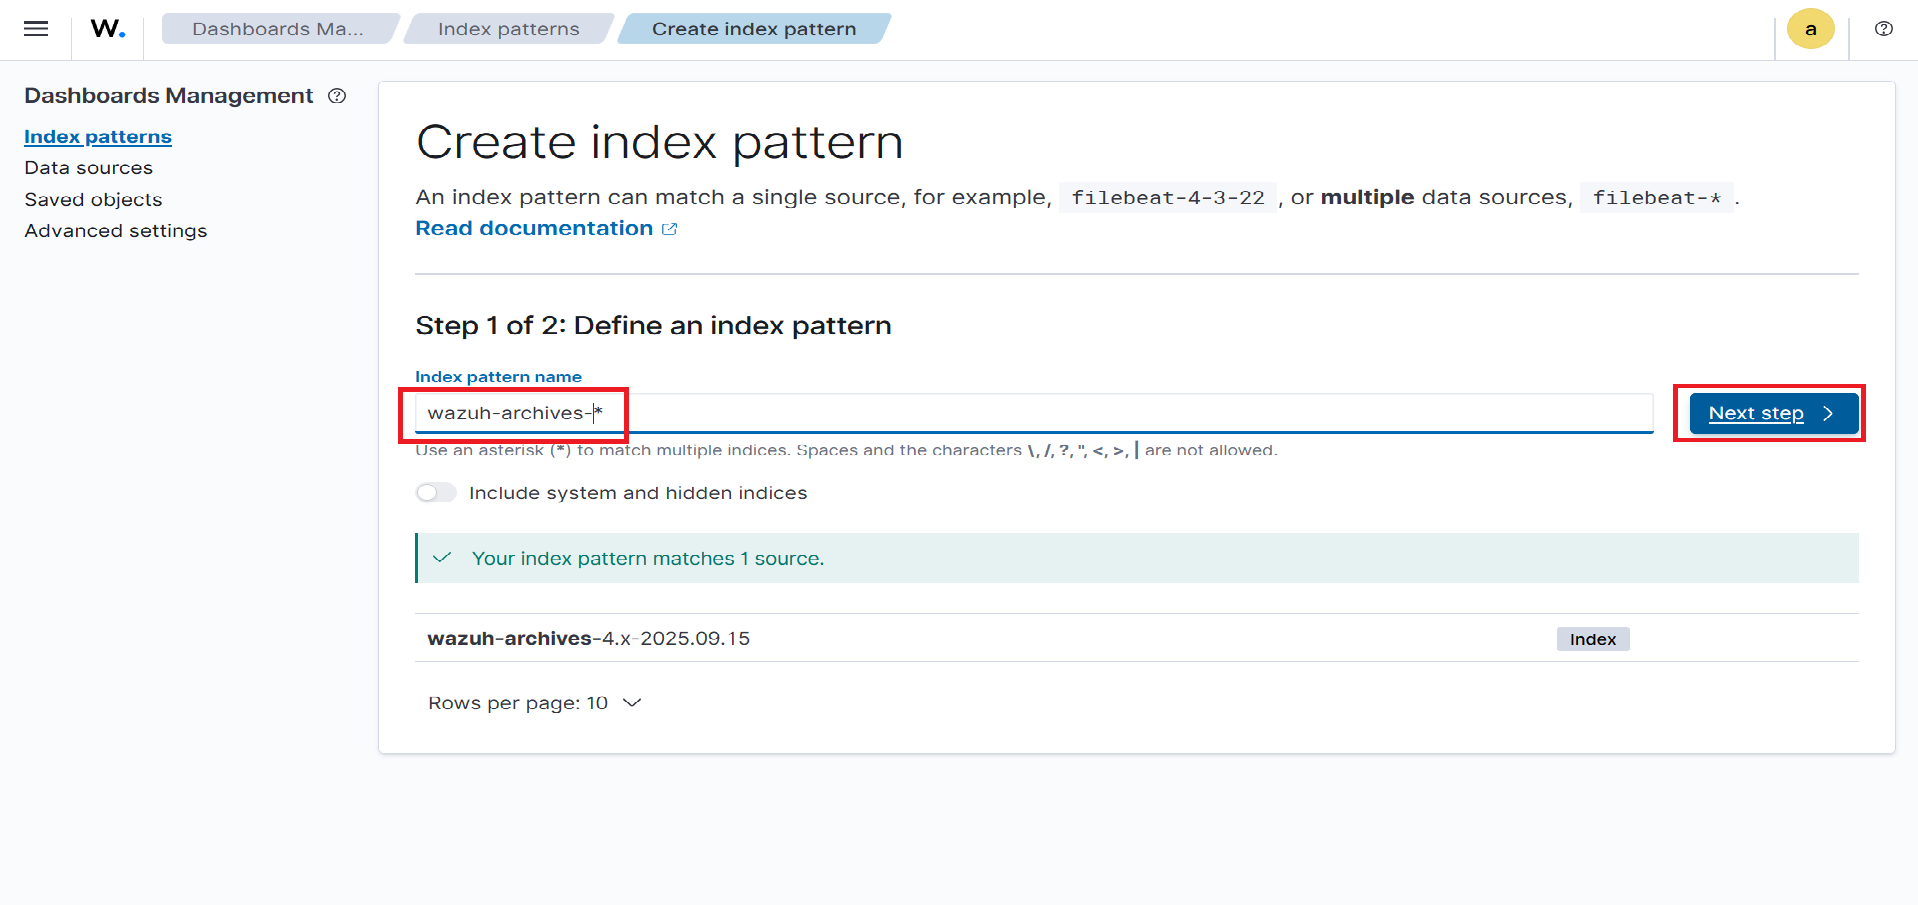 W.
Dashboards Ma...
Index patterns
Create index pattern
a
Dashboards Management
Index patterns
Data sources
Saved objects
Advanced settings
Create index pattern
An index pattern can match a single source, for example, filebeat-4-3-22 , or multiple data sources, filebeat-* .
Read documentation
Step 1 of 2: Define an index pattern
Index pattern name
wazuh-archives-*
Next step
Use an asterisk (*) to match multiple indices. Spaces and the characters \, /, ?, ", <, >, | are not allowed.
Include system and hidden indices
Your index pattern matches 1 source.
wazuh-archives-4.x-2025.09.15
Index
Rows per page: 10